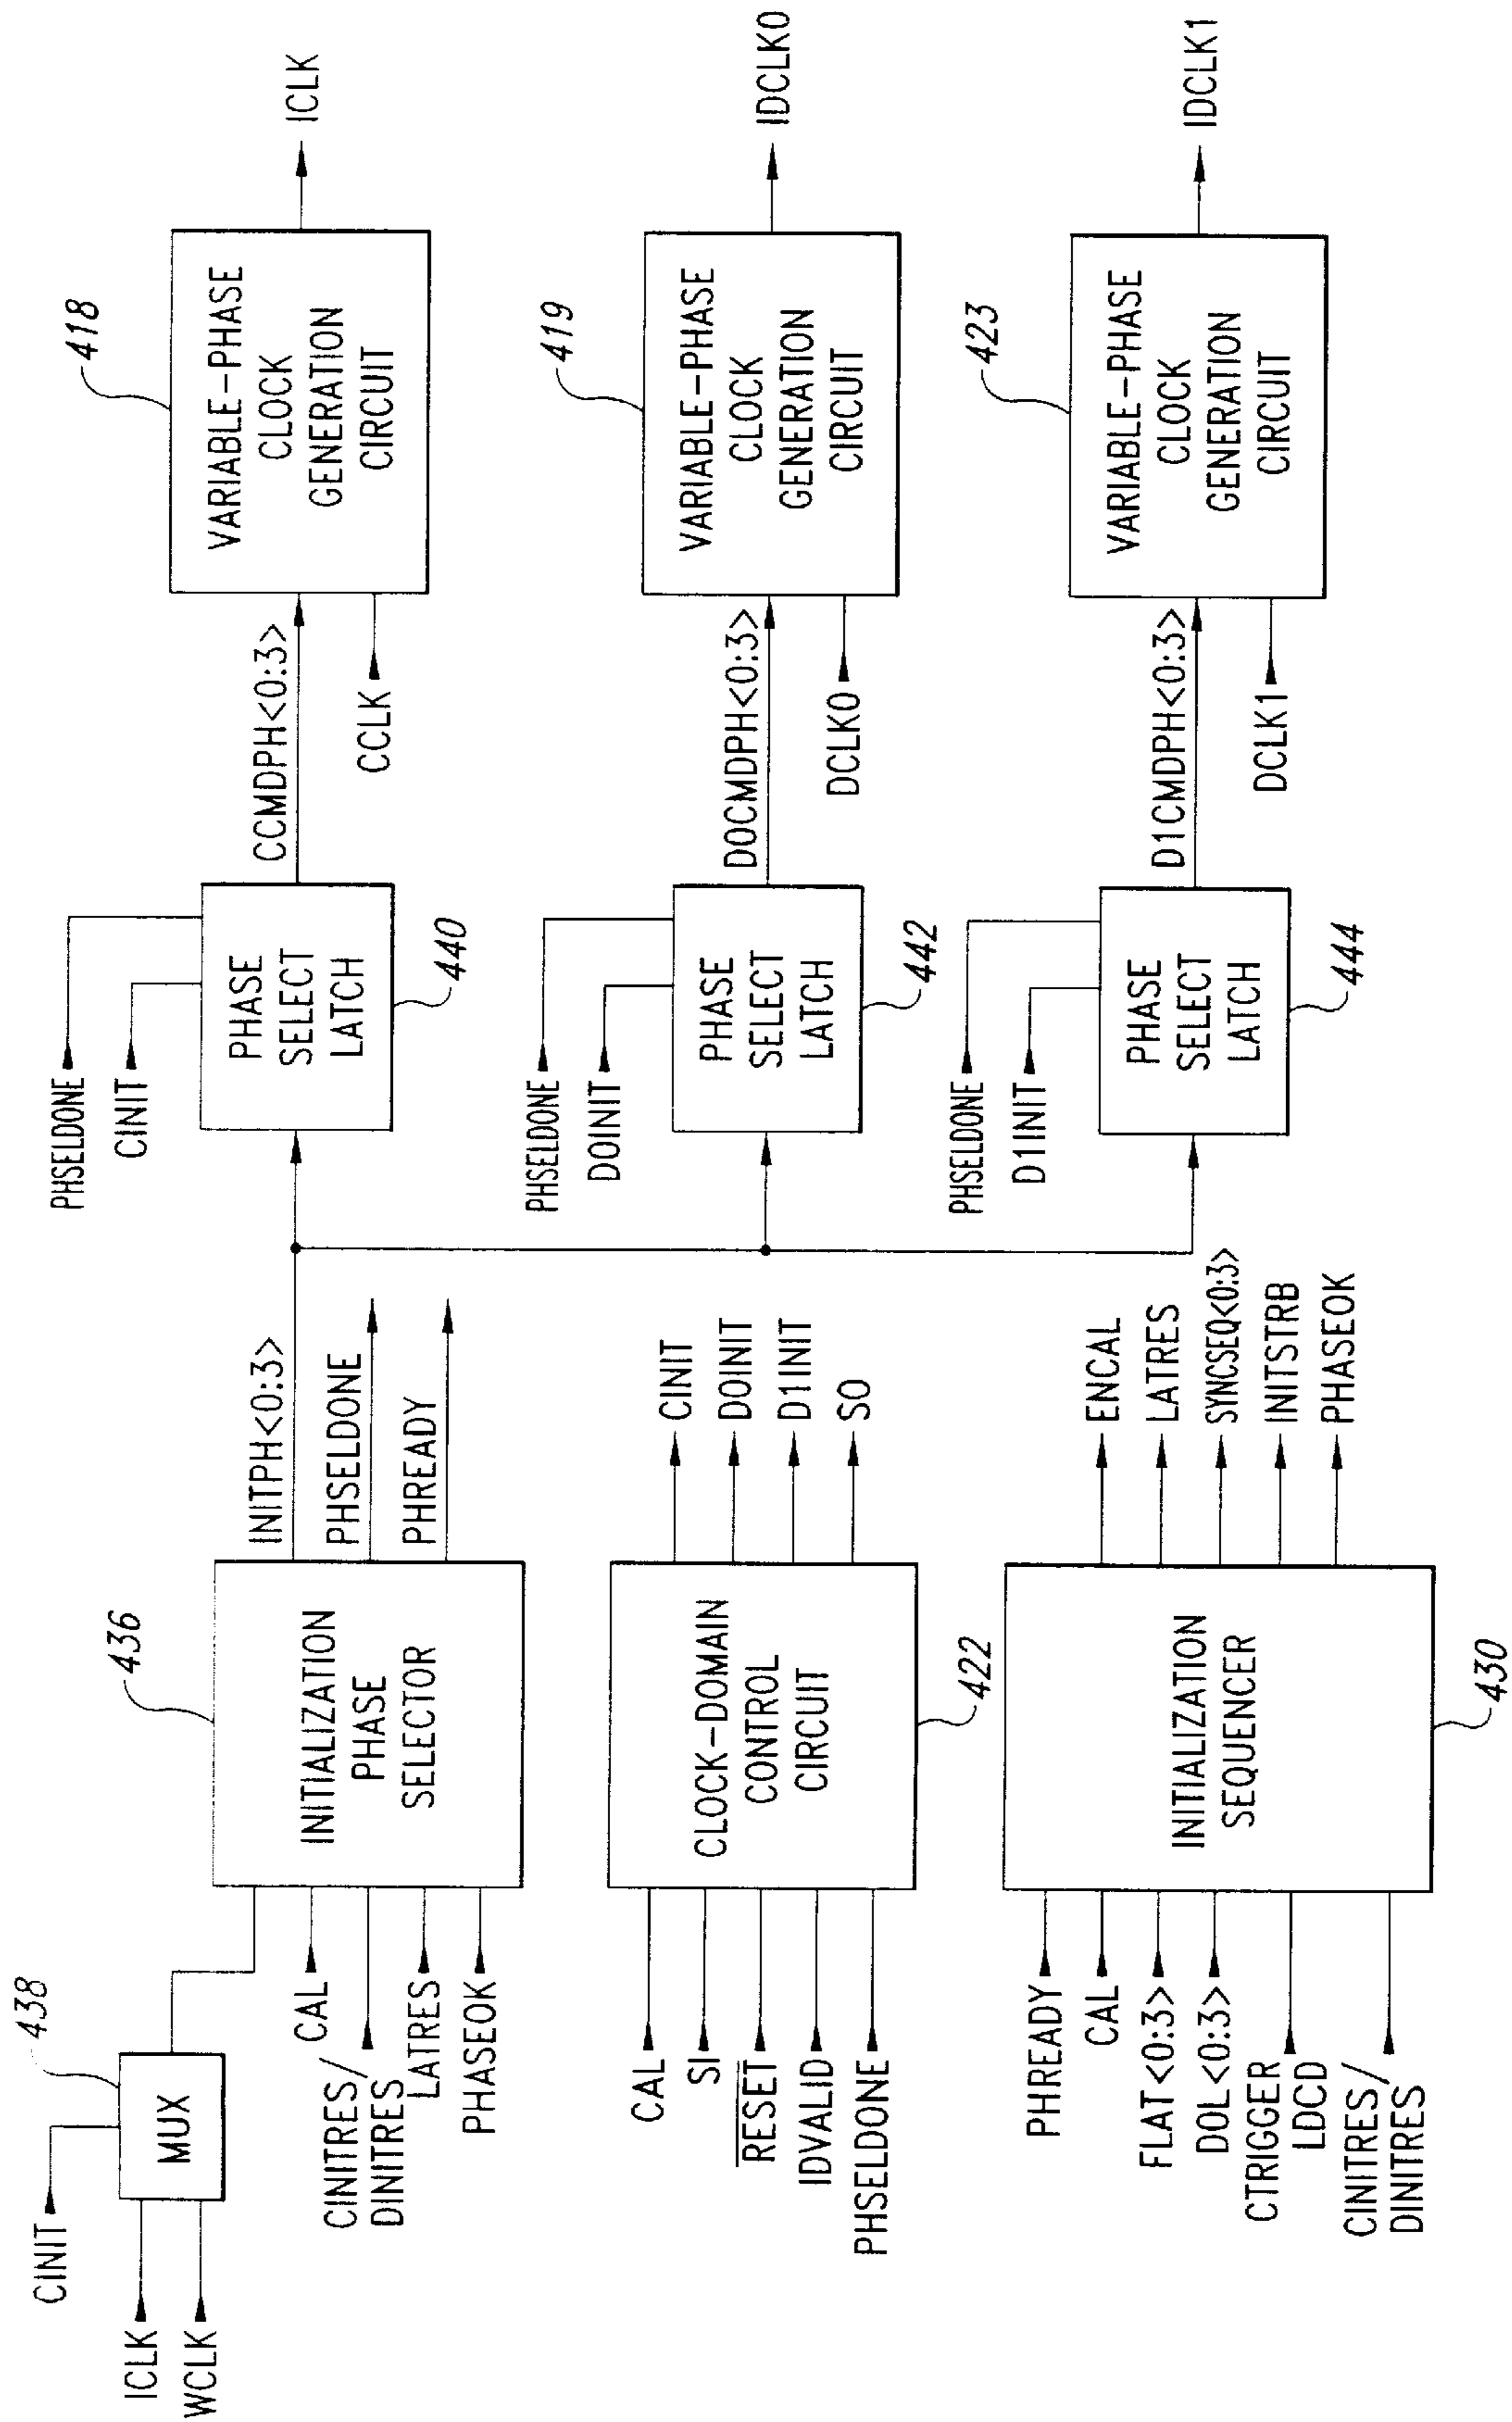 CINIT
ICLK
WCLK
MUX
438
CAL
CINITRES/
DINITRES
LATRES
PHASEOK
INITIALIZATION
PHASE
SELECTOR
436
INITPH<0:3>
PHSELDONE
PHREADY
PHSELDONE
CINIT
PHASE
SELECT
LATCH
440
CCMDPH<0:3>
CCLK
VARIABLE-PHASE
CLOCK
GENERATION
CIRCUIT
418
ICLK
CAL
SI
RESET
IDVALID
PHSELDONE
CLOCK-DOMAIN
CONTROL
CIRCUIT
422
CINIT
D0INIT
D1INIT
SO
PHSELDONE
D0INIT
PHASE
SELECT
LATCH
442
D0CMDPH<0:3>
DCLK0
VARIABLE-PHASE
CLOCK
GENERATION
CIRCUIT
419
IDCLK0
PHREADY
CAL
FLAT<0:3>
DOL<0:3>
CTRIGGER
LDCD
CINITRES/
DINITRES
INITIALIZATION
SEQUENCER
430
ENCAL
LATRES
SYNCSEQ<0:3>
INITSTRB
PHASEOK
PHSELDONE
D1INIT
PHASE
SELECT
LATCH
444
D1CMDPH<0:3>
DCLK1
VARIABLE-PHASE
CLOCK
GENERATION
CIRCUIT
423
IDCLK1